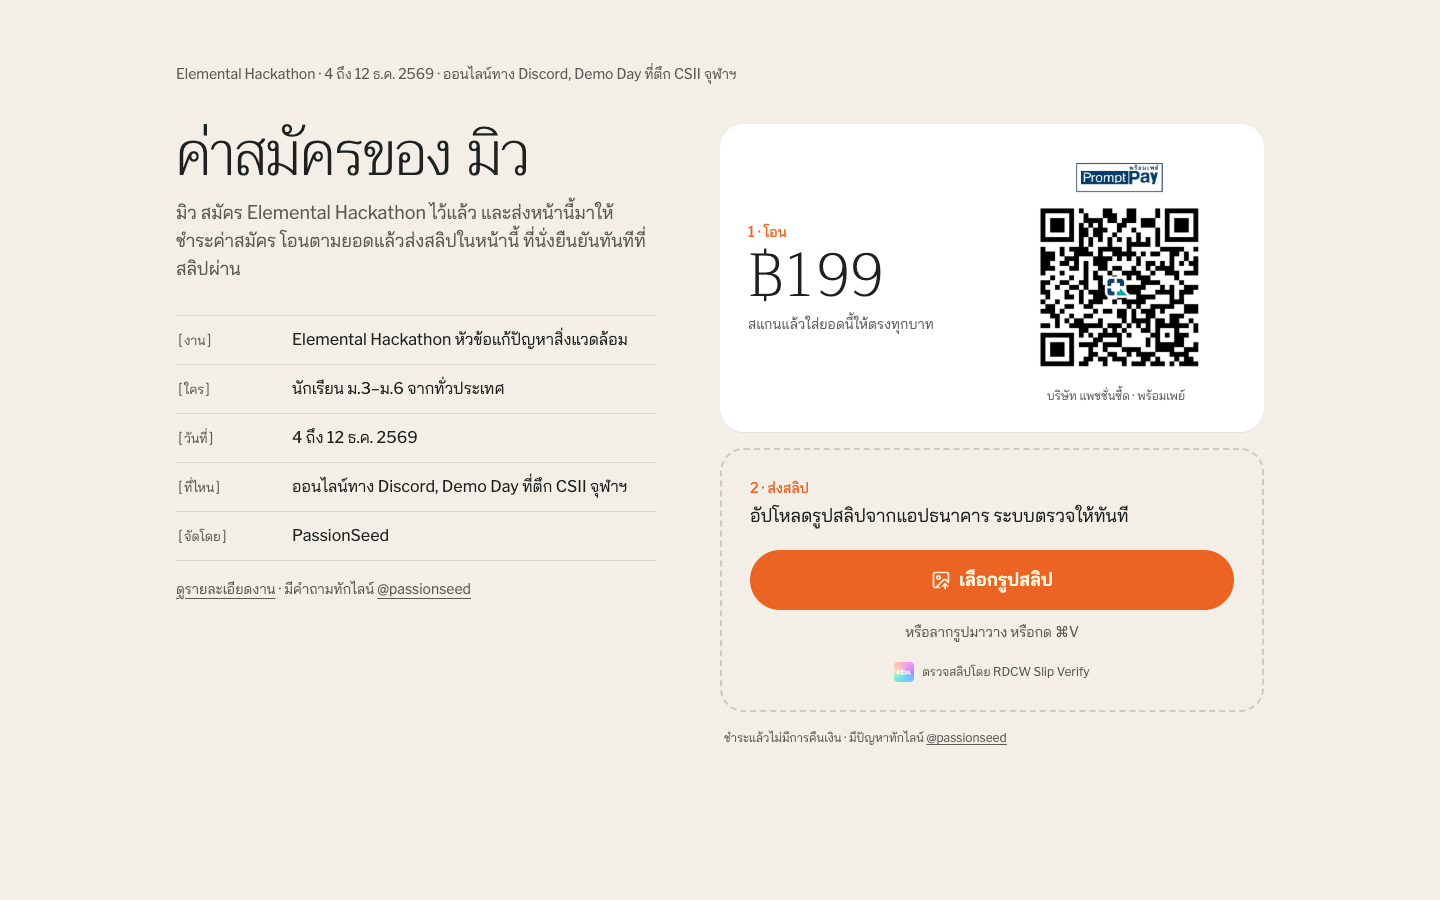 Elemental Hackathon · 4 ถึง 12 ธ.ค. 2569 · ออนไลน์ทาง Discord, Demo Day ที่ตึก CSII จุฬาฯ
ค่าสมัครของ มิว
มิว สมัคร Elemental Hackathon ไว้แล้ว และส่งหน้านี้มาให้
ชำระค่าสมัคร โอนตามยอดแล้วส่งสลิปในหน้านี้ ที่นั่งยืนยันทันทีที่
สลิปผ่าน
[งาน] Elemental Hackathon หัวข้อแก้ปัญหาสิ่งแวดล้อม
[ใคร] นักเรียน ม.3–ม.6 จากทั่วประเทศ
[วันที่] 4 ถึง 12 ธ.ค. 2569
[ที่ไหน] ออนไลน์ทาง Discord, Demo Day ที่ตึก CSII จุฬาฯ
[จัดโดย] PassionSeed
ดูรายละเอียดงาน · มีคำถามทักไลน์ @passionseed
1 · โอน
฿199
สแกนแล้วใส่ยอดนี้ให้ตรงทุกบาท
พร้อมเพย์
PromptPay
บริษัท แพชชั่นซี้ด · พร้อมเพย์
2 · ส่งสลิป
อัปโหลดรูปสลิปจากแอปธนาคาร ระบบตรวจให้ทันที
เลือกรูปสลิป
หรือลากรูปมาวาง หรือกด ⌘V
ตรวจสลิปโดย RDCW Slip Verify
ชำระแล้วไม่มีการคืนเงิน · มีปัญหาทักไลน์ @passionseed